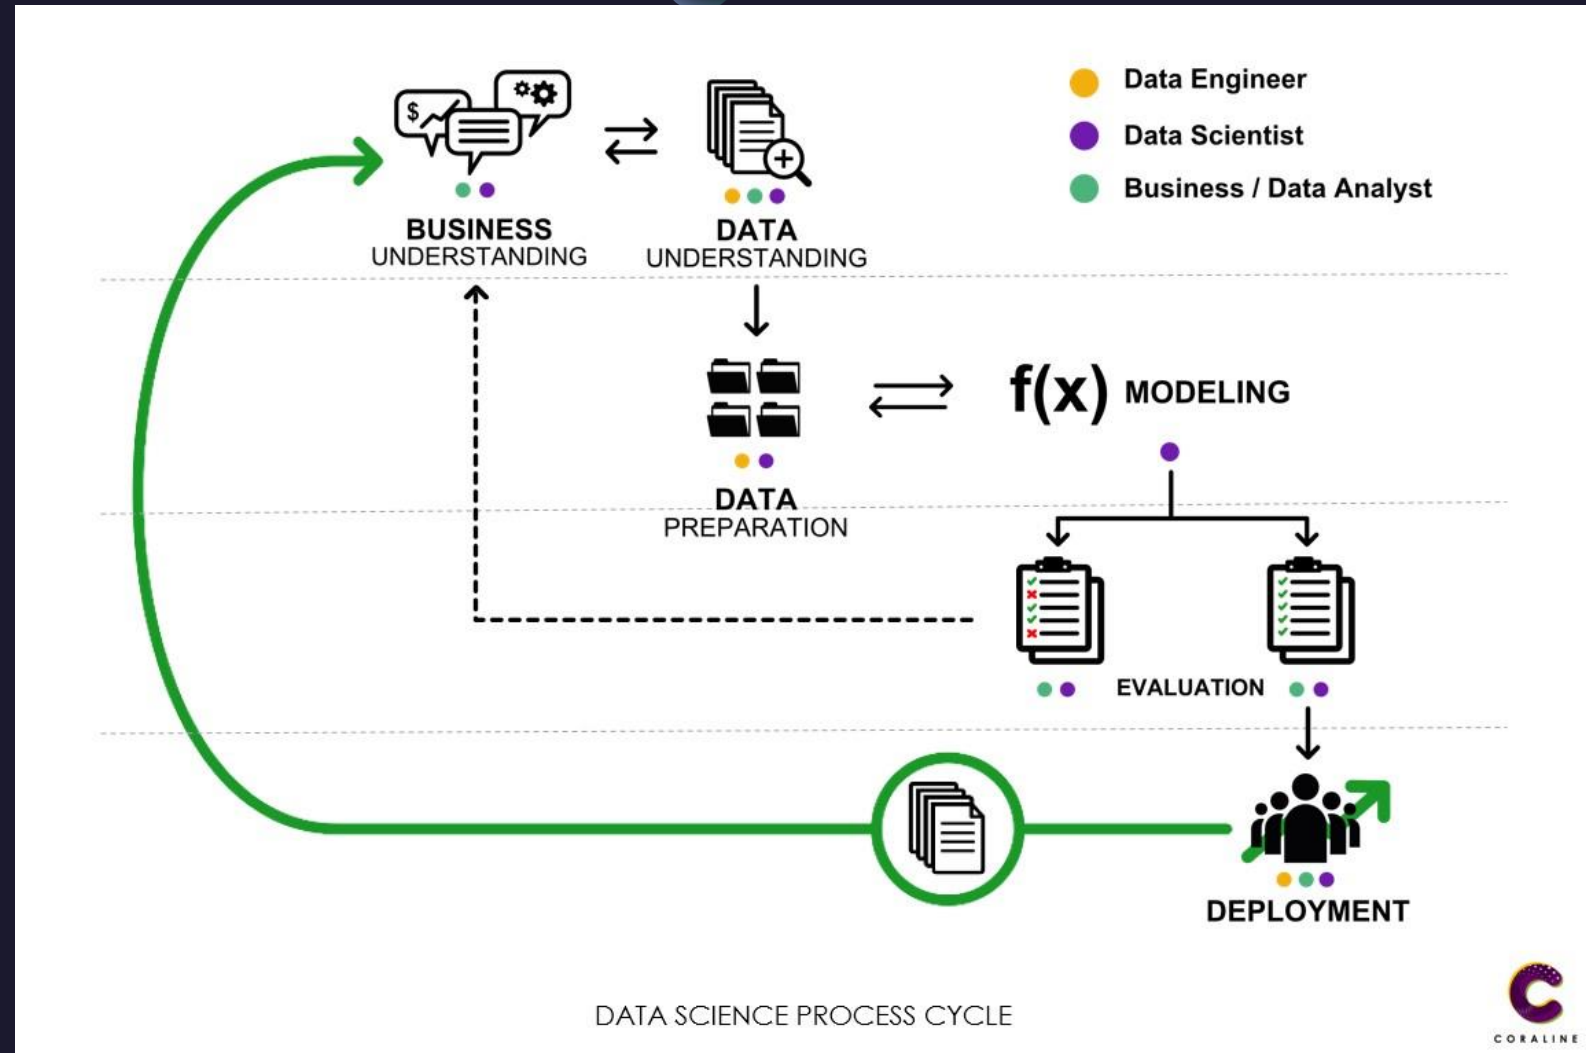 Data Engineer
Data Scientist
Business / Data Analyst
$
BUSINESS
UNDERSTANDING
DATA
UNDERSTANDING
f(x) MODELING
DATA
PREPARATION
EVALUATION
DEPLOYMENT
DATA SCIENCE PROCESS CYCLE
C
CORALINE